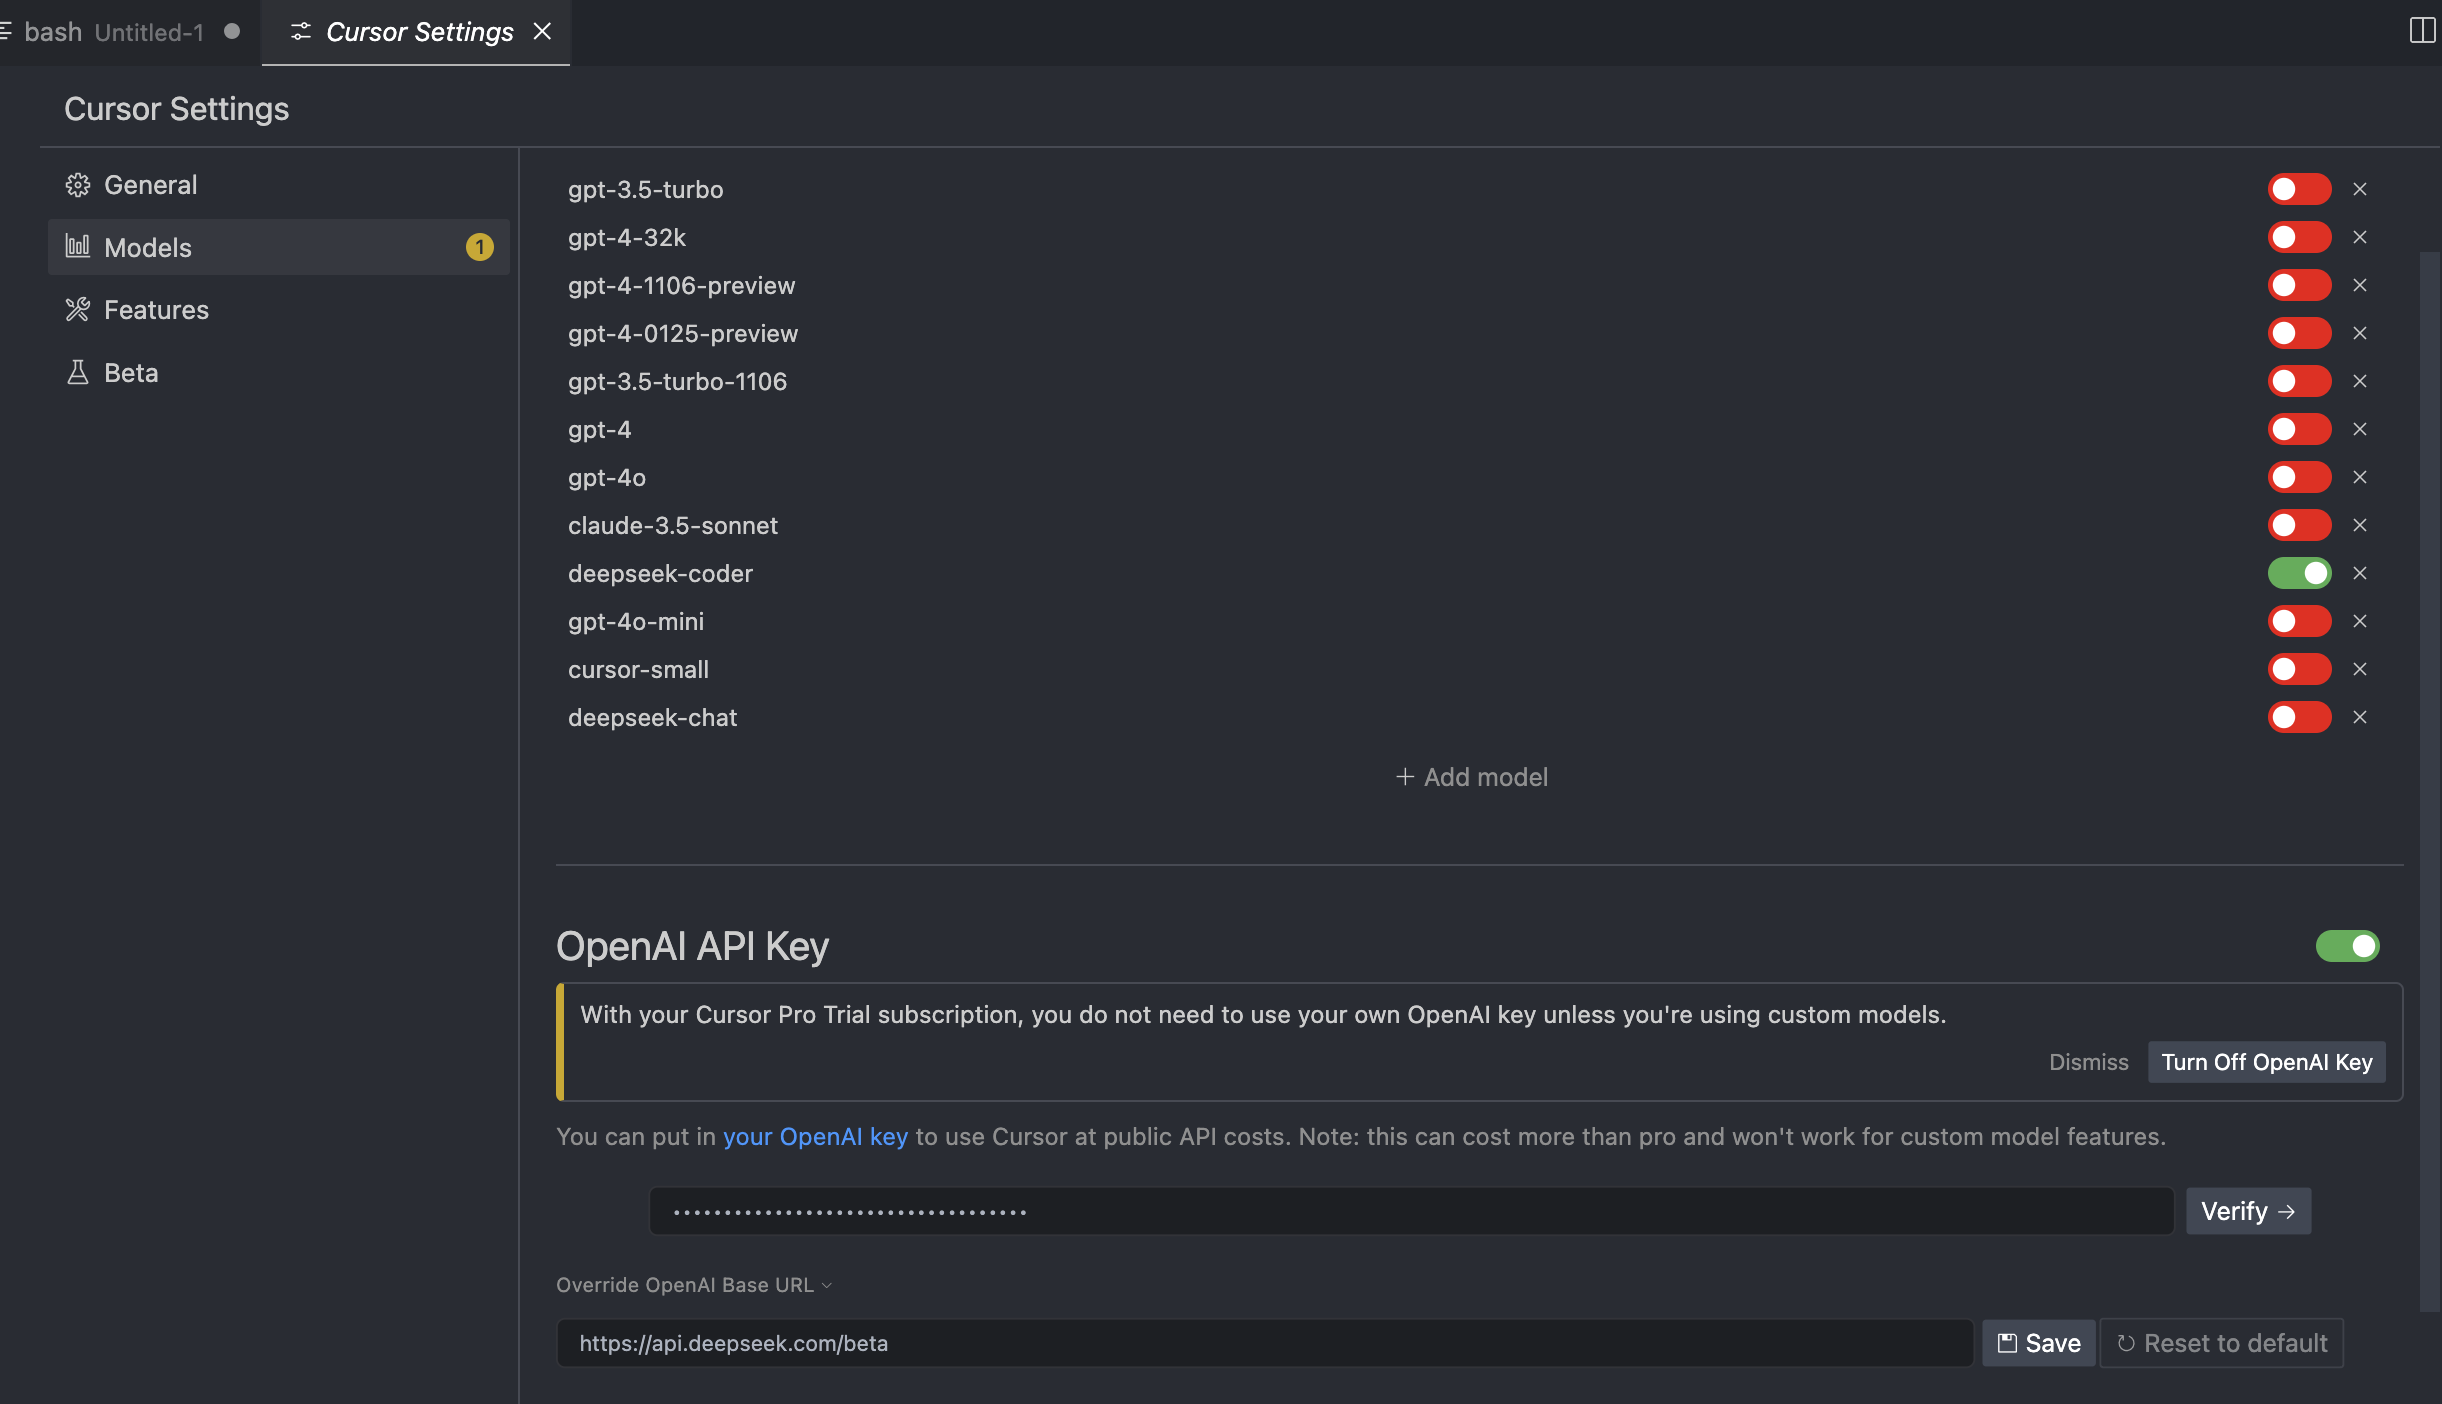 bash Untitled-1
Cursor Settings
Cursor Settings
General
Models 1
Features
Beta
gpt-3.5-turbo
gpt-4-32k
gpt-4-1106-preview
gpt-4-0125-preview
gpt-3.5-turbo-1106
gpt-4
gpt-4o
claude-3.5-sonnet
deepseek-coder
gpt-4o-mini
cursor-small
deepseek-chat
+ Add model
OpenAI API Key
With your Cursor Pro Trial subscription, you do not need to use your own OpenAI key unless you're using custom models.
Dismiss Turn Off OpenAI Key
You can put in your OpenAI key to use Cursor at public API costs. Note: this can cost more than pro and won't work for custom model features.
••••••••••••••••••••••••••••••••••• Verify →
Override OpenAI Base URL
https://api.deepseek.com/beta Save Reset to default